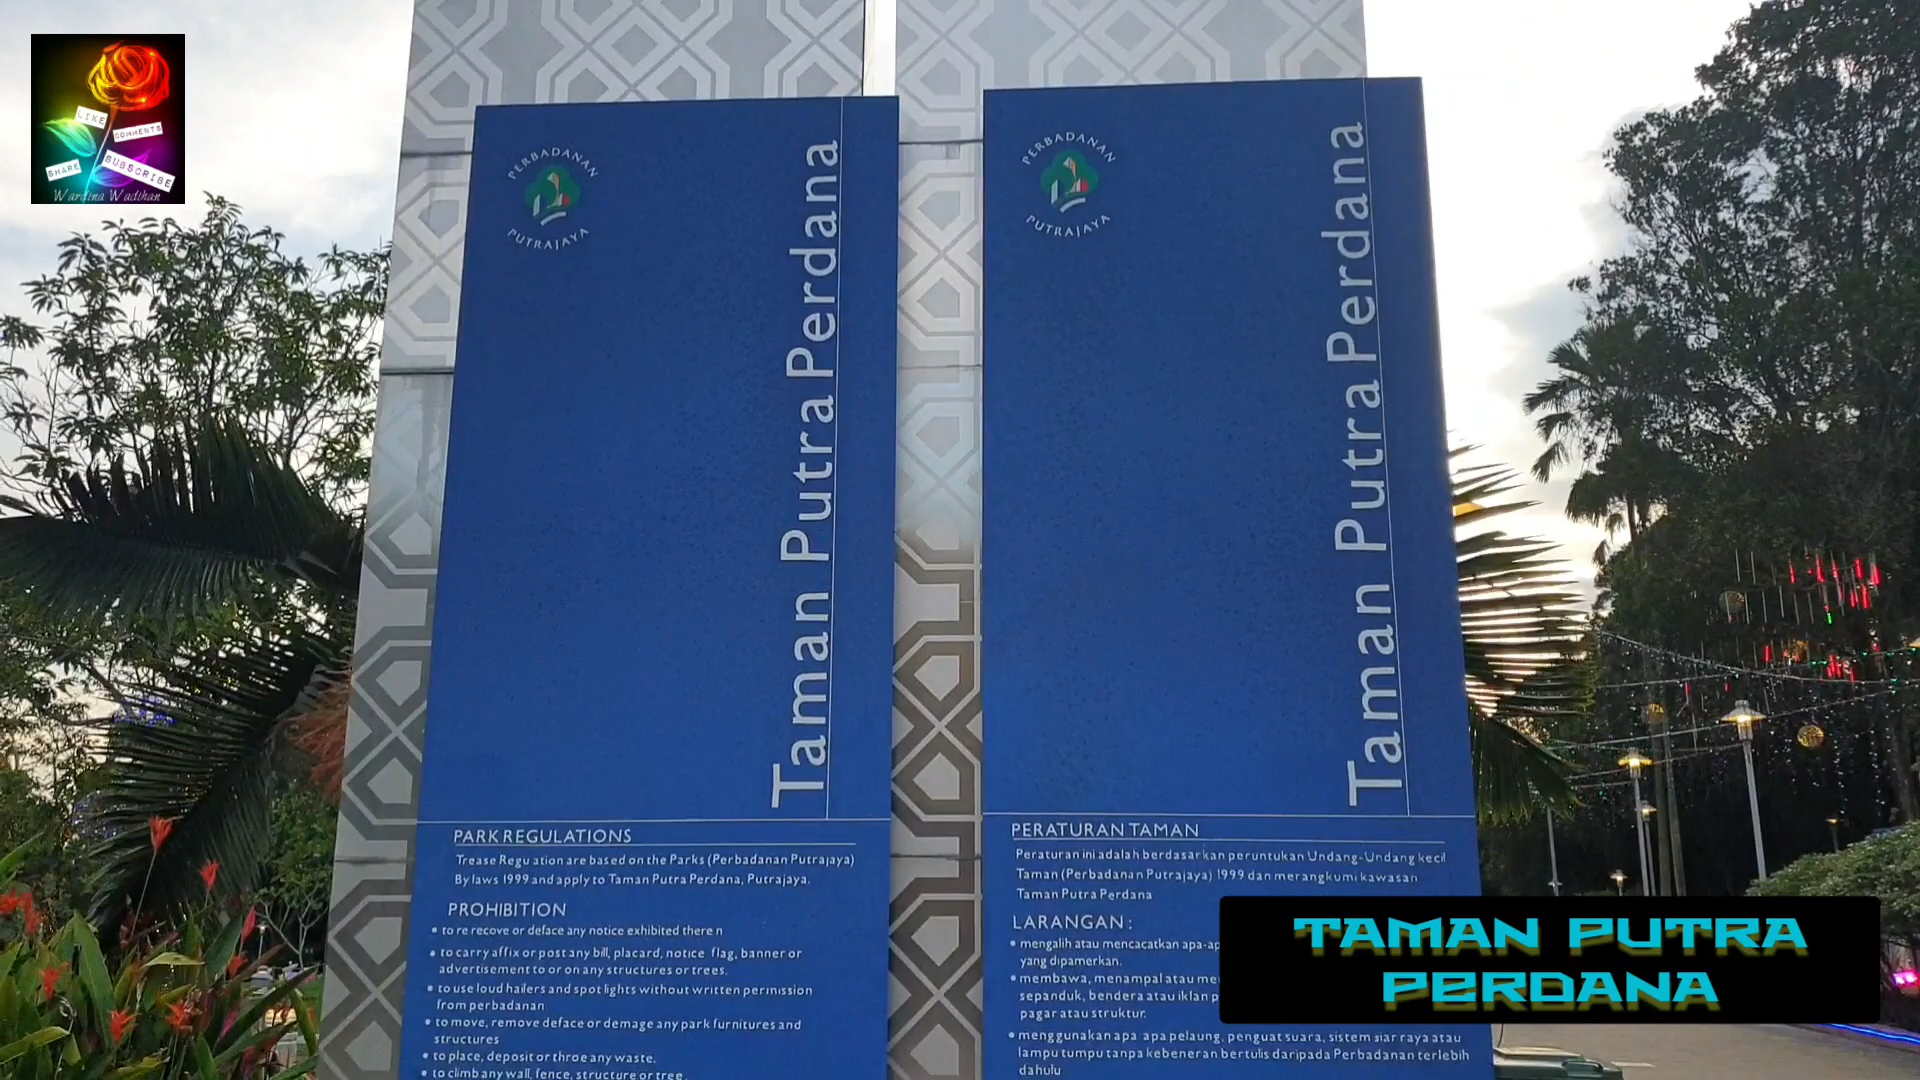 LIKE
COMMENTS
SHARE
SUBSCRIBE
Wardina Wadihan
PERBADANAN
PUTRAJAYA
Taman Putra Perdana
PARK REGULATIONS
Trease Regu ation are based on the Parks (Perbadanan Putrajaya)
By laws 1999 and apply to Taman Putra Perdana, Putrajaya.
PROHIBITION
• to re recove or deface any notice exhibited there n
• to carry affix or post any bill, placard, notice flag, banner or
advertisement to or on any structures or trees.
• to use loud hailers and spot lights without written permission
from perbadanan
• to move, remove deface or demage any park furnitures and
structures
• to place, deposit or throe any waste.
• to climb any wall, fence, structure or tree.
PERBADANAN
PUTRAJAYA
Taman Putra Perdana
PERATURAN TAMAN
Peraturan ini adalah berdasarkan peruntukan Undang-Undang kecil
Taman (Perbadanan Putrajaya) 1999 dan merangkumi kawasan
Taman Putra Perdana
LARANGAN :
• mengalih atau mencacatkan apa-ap
yang dipamerkan.
• membawa, menampal atau me
sepanduk, bendera atau iklan p
pagar atau struktur.
• menggunakan apa apa pelaung, penguat suara, sistem siar raya atau
lampu tumpu tanpa kebeneran bertulis daripada Perbadanan terlebih
dahulu
TAMAN PUTRA
PERDANA